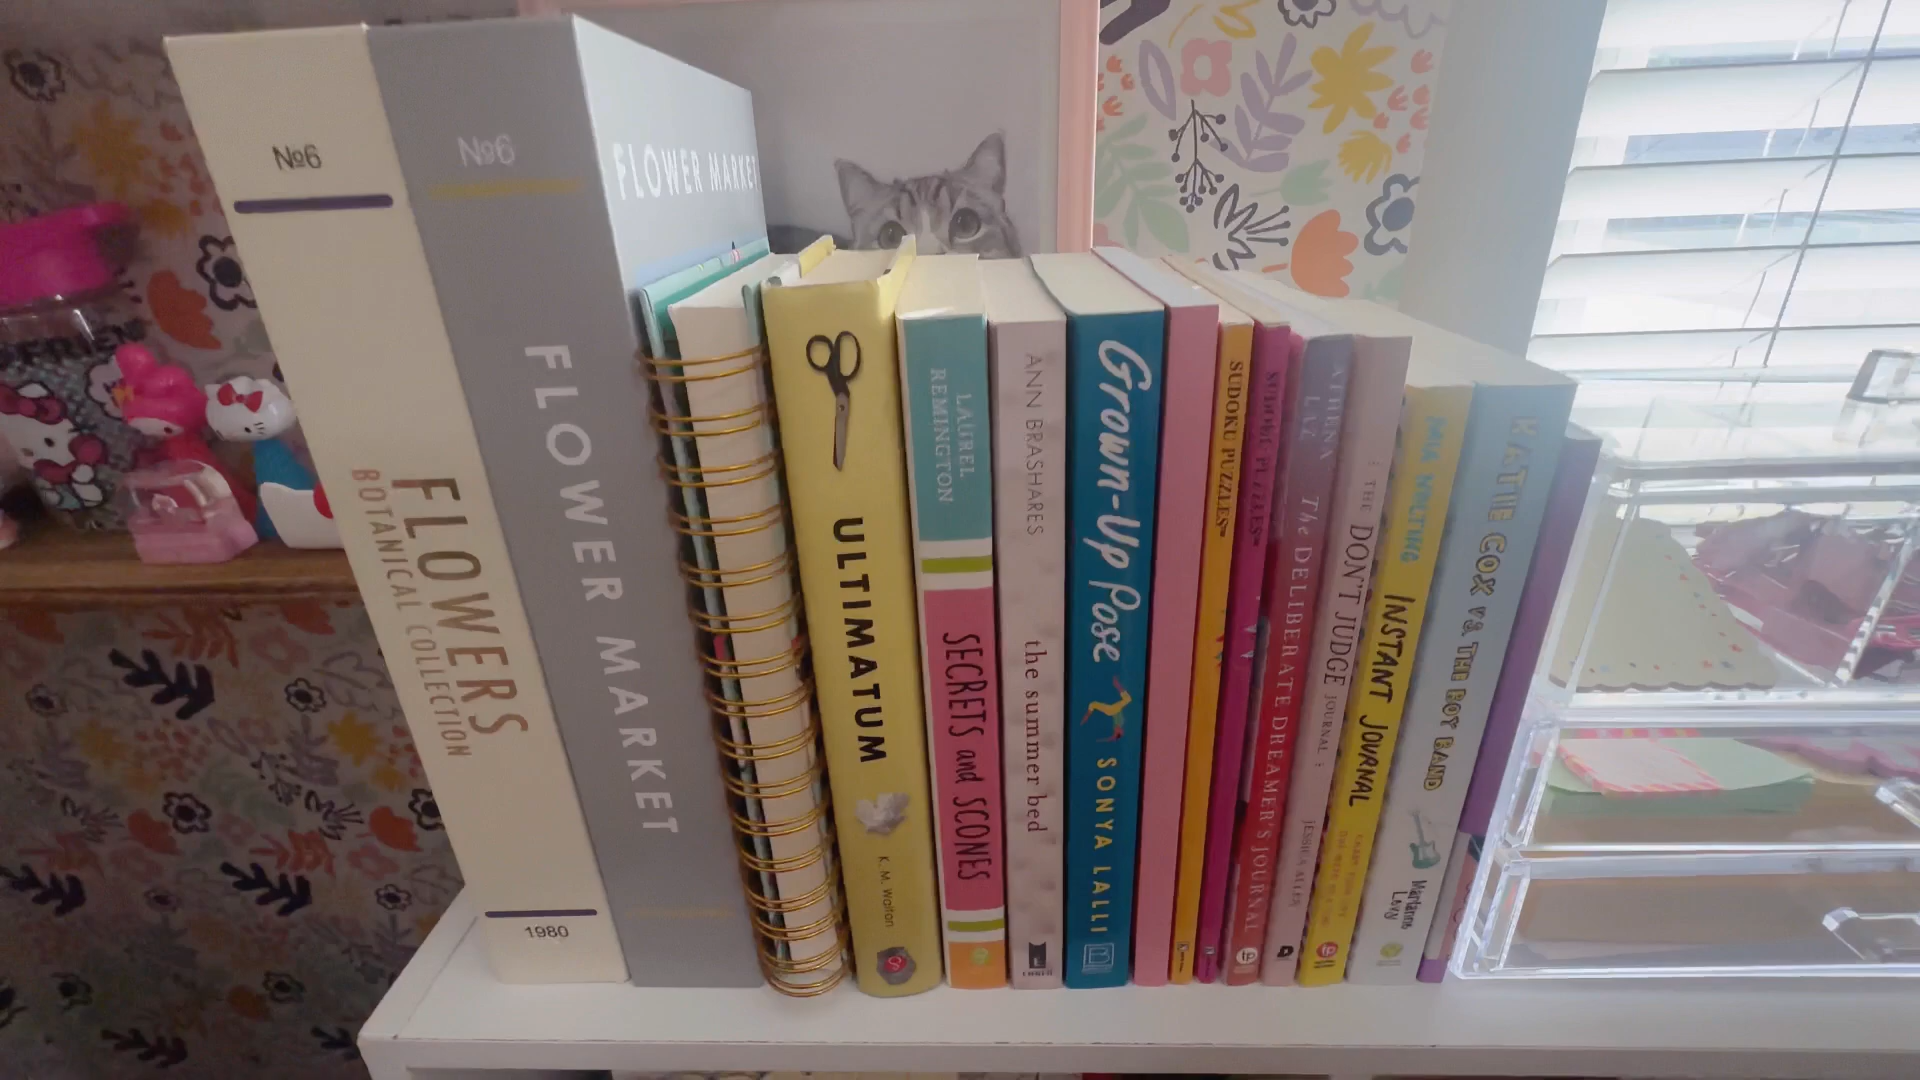 №6
FLOWERS
BOTANICAL COLLECTION
1980
№6
FLOWER MARKET
FLOWER MARKET
ULTIMATUM
K. M. Walton
LAUREL
REMINGTON
SECRETS and SCONES
ANN BRASHARES
the summer bed
Grown-Up Pose
SONYA LALLI
SUDOKU PUZZLES
SUDOKU PUZZLES
ATHENA
LAZ
The DELIBERATE DREAMER'S JOURNAL
: THE DON'T JUDGE JOURNAL :
JESSICA ALLEN
INSTANT JOURNAL
KATIE COX vs. THE BOY BAND
Marianne
Levy